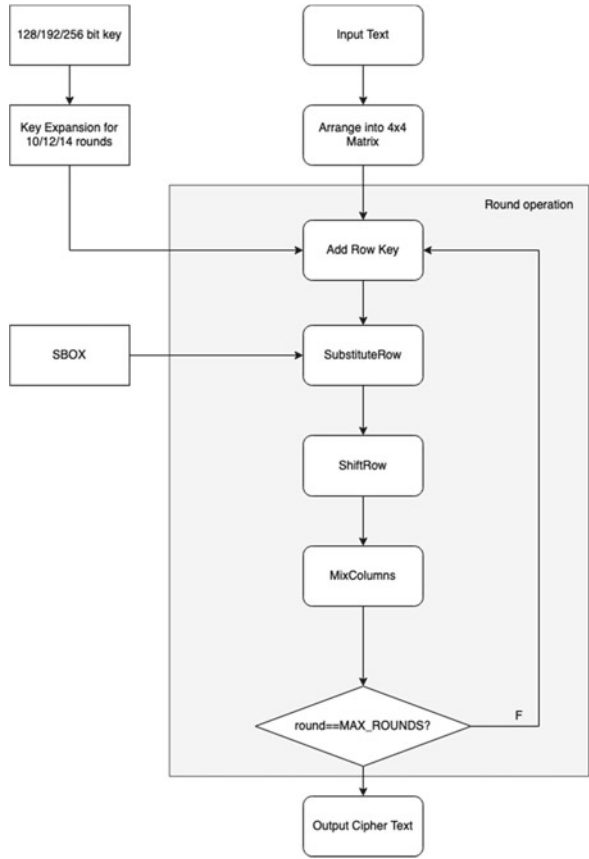 128/192/256 bit key
Input Text
Key Expansion for
10/12/14 rounds
Arrange into 4x4
Matrix
Round operation
Add Row Key
SBOX
SubstituteRow
ShiftRow
MixColumns
round==MAX_ROUNDS?
F
Output Cipher Text